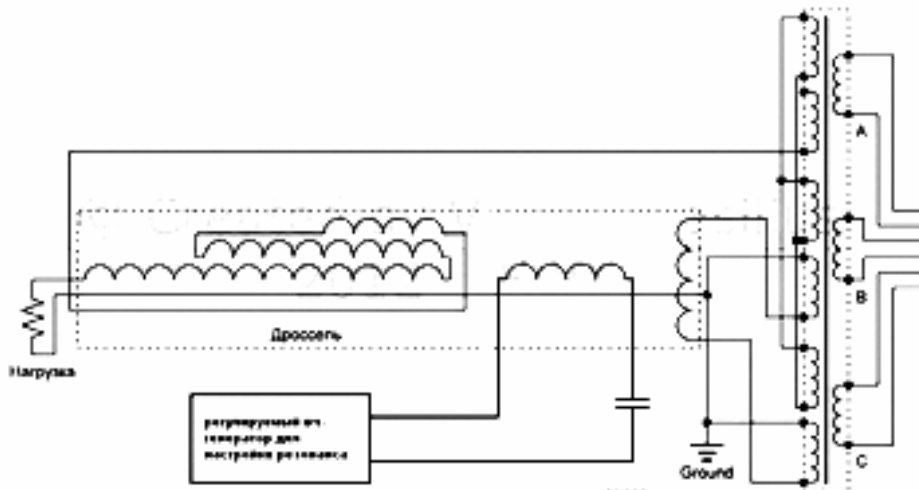 A
B
Дроссель
Нагрузка
регулируемый вч.
генератор для
настройки резонанса
Ground
C